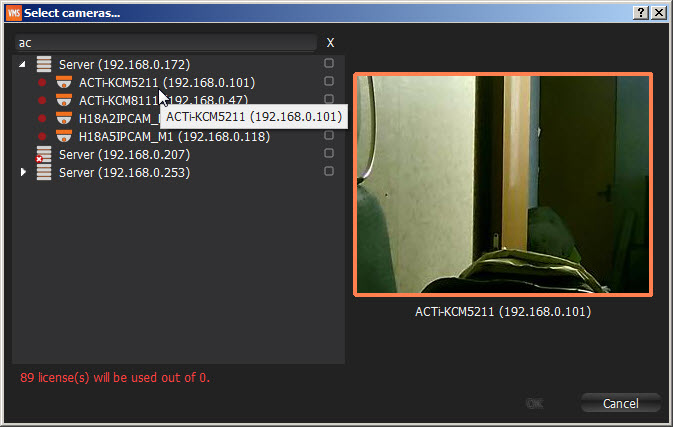 VMS Select cameras...
ac X
Server (192.168.0.172)
ACTi-KCM5211 (192.168.0.101)
ACTi-KCM8111 (192.168.0.47)
ACTi-KCM5211 (192.168.0.101)
H18A2IPCAM_
H18A5IPCAM_M1 (192.168.0.118)
Server (192.168.0.207)
Server (192.168.0.253)
ACTi-KCM5211 (192.168.0.101)
89 license(s) will be used out of 0.
OK Cancel